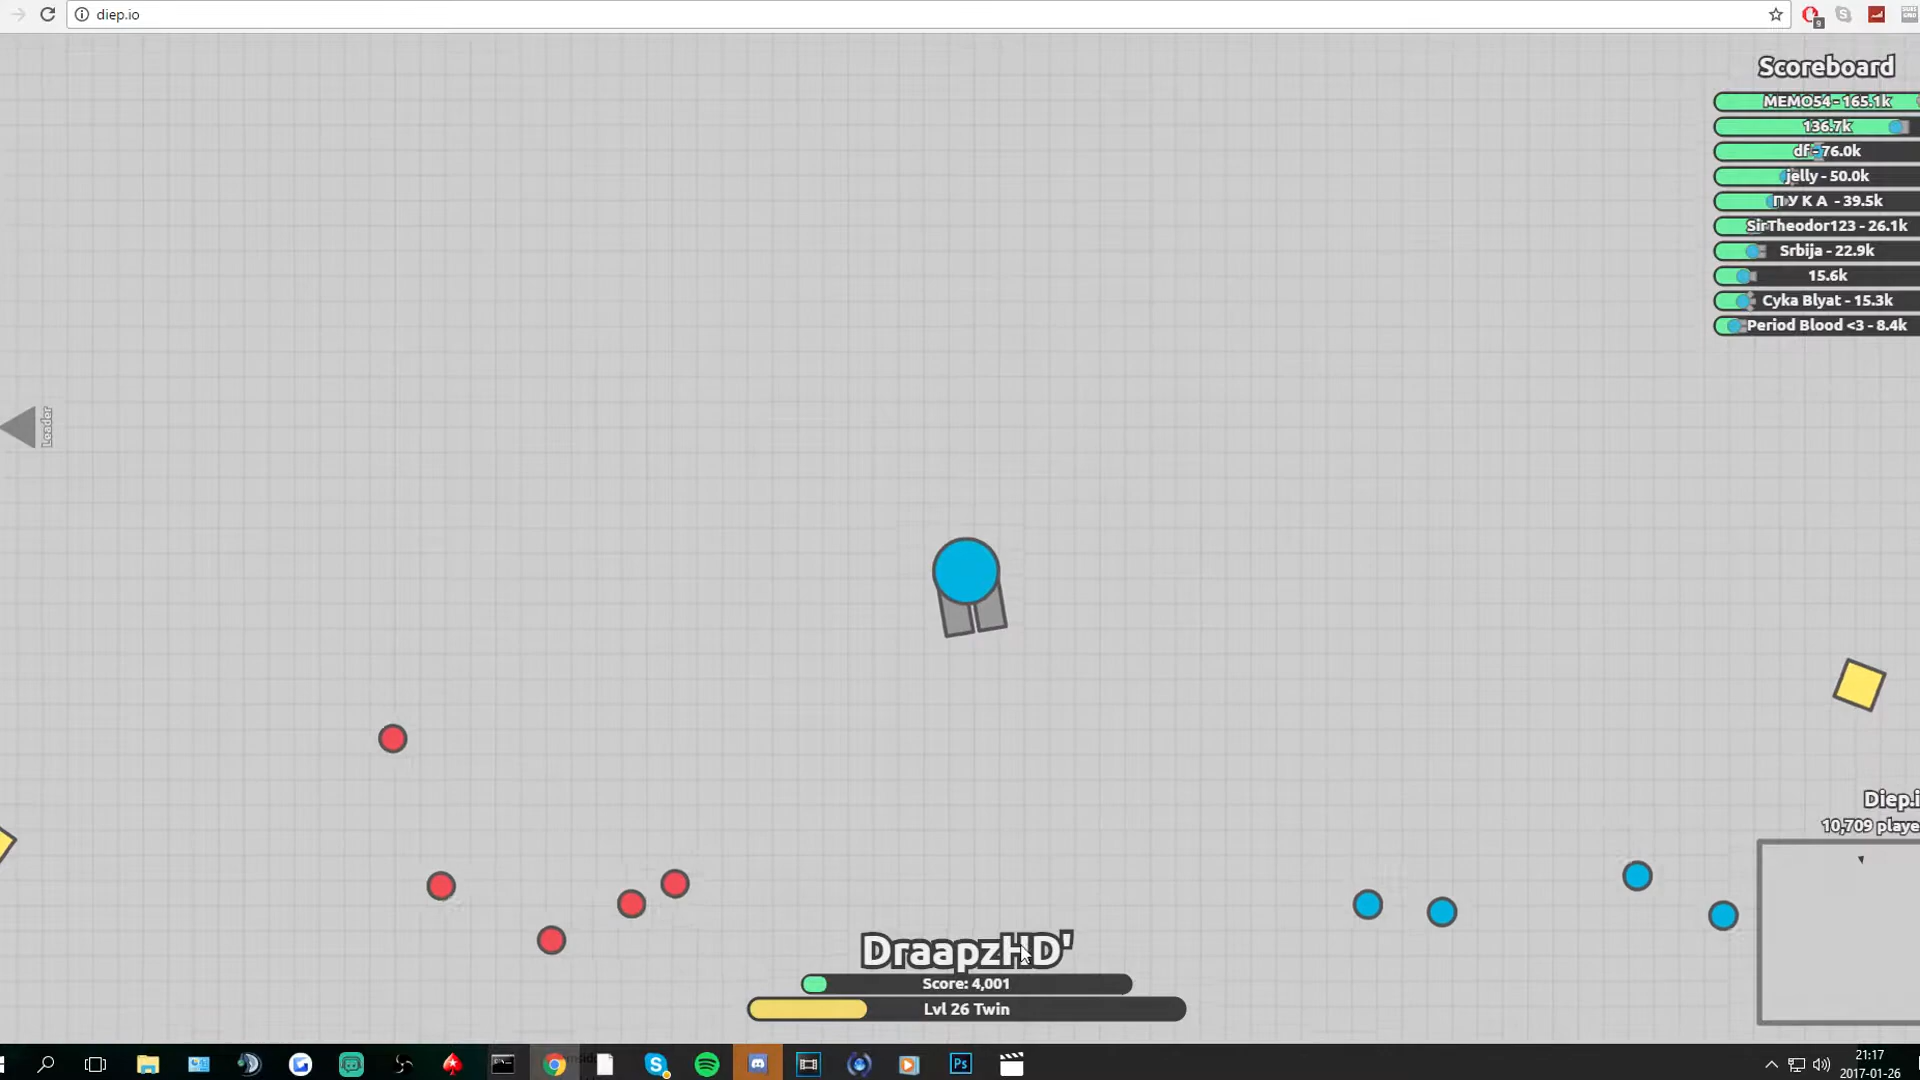 diep.io
Scoreboard
MEMO54 - 165.1k
136.7k
df - 76.0k
jelly - 50.0k
П У К А - 39.5k
SirTheodor123 - 26.1k
Srbija - 22.9k
15.6k
Cyka Blyat - 15.3k
Period Blood <3 - 8.4k
Leader
Diep.i
10,709 playe
DraapzHD'
Score: 4,001
Lvl 26 Twin
Ps
21:17
2017-01-26